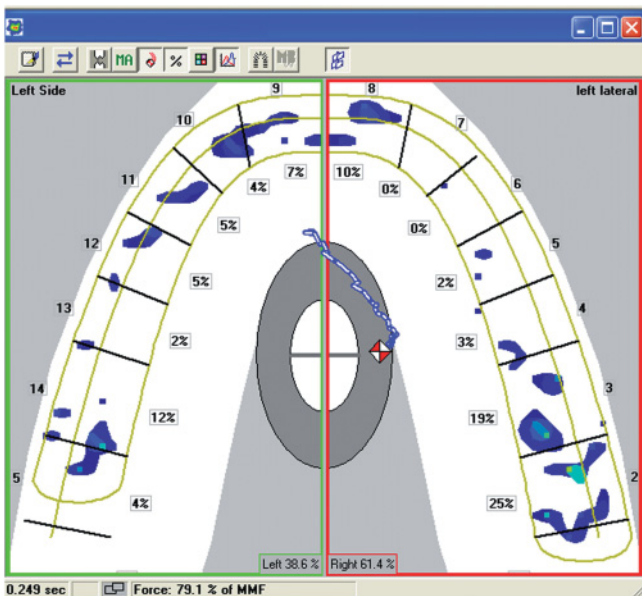 MA % MB
Left Side
left lateral
9 8
10 7
11 6
12 5
13 4
14 3
5 2
7% 10%
4% 0%
5% 0%
5% 2%
2% 3%
12% 19%
4% 25%
Left 38.6 % Right 61.4 %
0.249 sec Force: 79.1 % of MMF